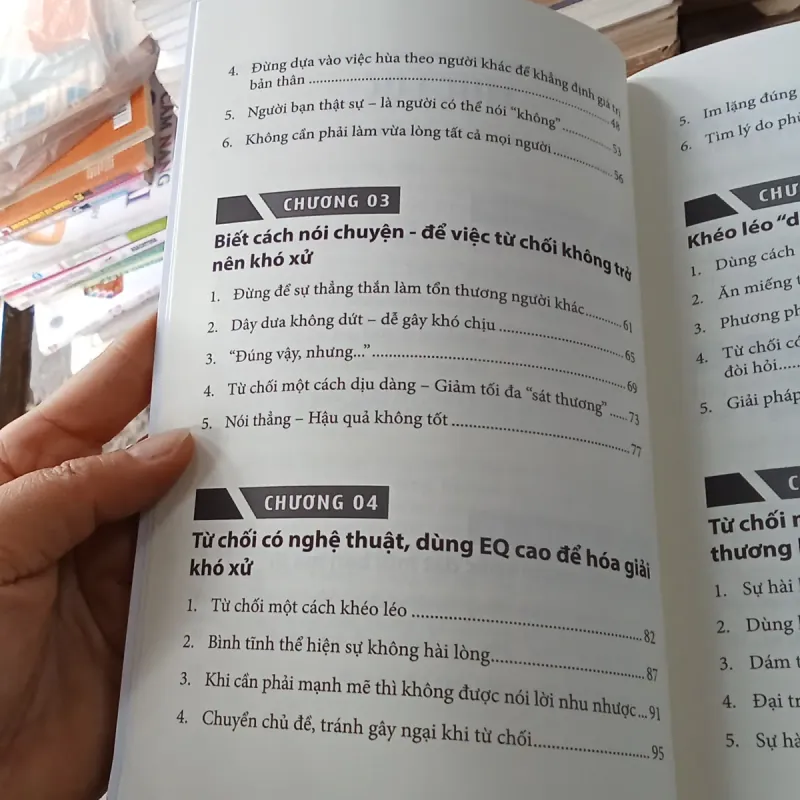 4. Đừng dựa vào việc hùa theo người khác để khẳng định giá trị
bản thân ........ 48
5. Người bạn thật sự – là người có thể nói “không” ........ 53
6. Không cần phải làm vừa lòng tất cả mọi người ........ 56
CHƯƠNG 03
Biết cách nói chuyện - để việc từ chối không trở
nên khó xử
1. Đừng để sự thẳng thắn làm tổn thương người khác ........ 61
2. Dây dưa không dứt – dễ gây khó chịu ........ 65
3. “Đúng vậy, nhưng...” ........ 69
4. Từ chối một cách dịu dàng – Giảm tối đa “sát thương” ...... 73
5. Nói thẳng – Hậu quả không tốt ........ 77
CHƯƠNG 04
Từ chối có nghệ thuật, dùng EQ cao để hóa giải
khó xử
1. Từ chối một cách khéo léo ........ 82
2. Bình tĩnh thể hiện sự không hài lòng ........ 87
3. Khi cần phải mạnh mẽ thì không được nói lời nhu nhược ... 91
4. Chuyển chủ đề, tránh gây ngại khi từ chối ........ 95
5. Im lặng đúng
6. Tìm lý do
Khéo léo
1. Dùng cách
2. Ăn miếng
3. Phương
4. Từ chối
đòi hỏi.....
5. Giải pháp
Từ chối
thương
1. Sự hài
2. Dùng
3. Dám
4. Đại
5. Sự
CẨM NANG